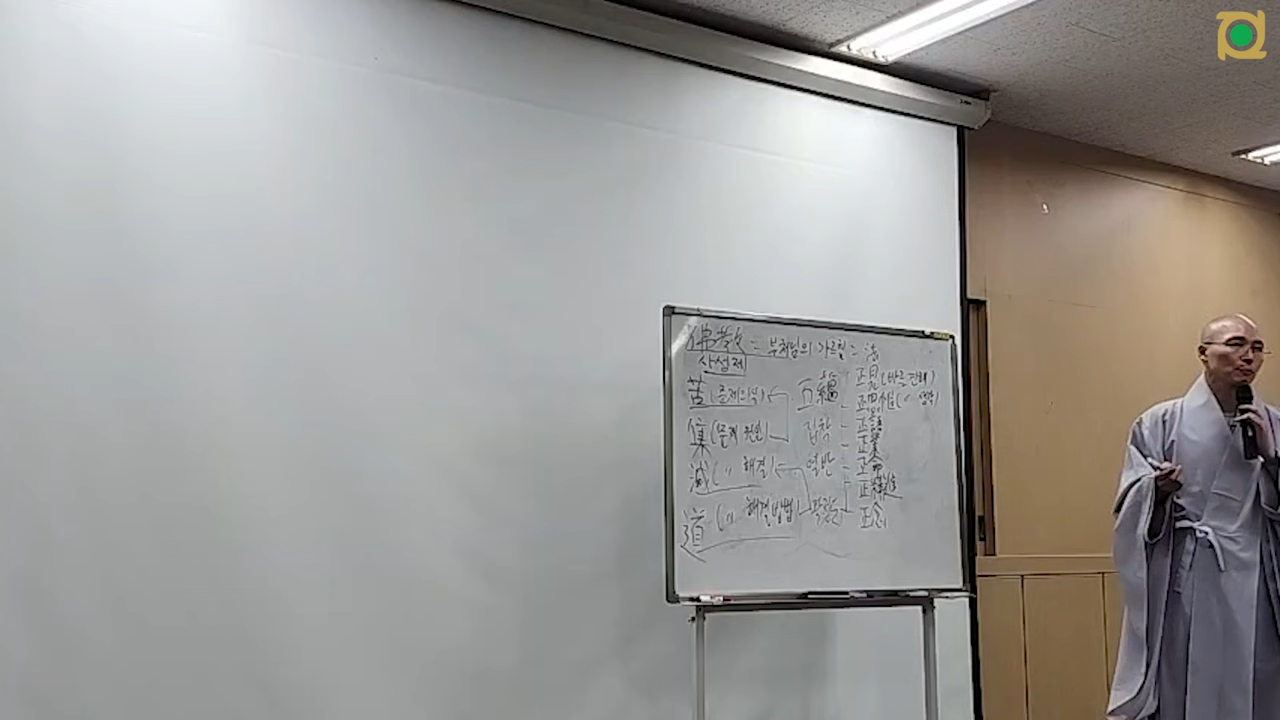 佛敎 = 부처님의 가르침 = 法
사성제
苦 (문제의식) 五蘊
集 (문제 원인) 집착
滅 (〃 해결) 열반
道 (〃 해결방법) 팔정도
正見 (바른 견해)
正思惟 (〃 생각)
正語
正業
正命
正精進
正念